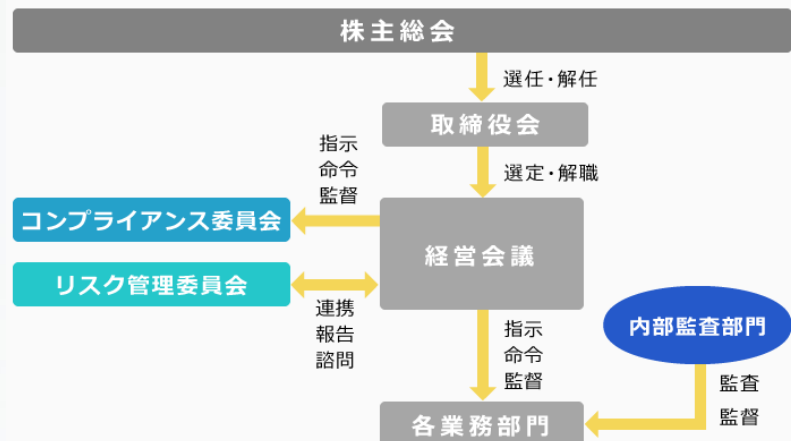 株主総会
選任・解任
取締役会
選定・解職
指示
命令
監督
コンプライアンス委員会
経営会議
リスク管理委員会
連携
報告
諮問
指示
命令
監督
内部監査部門
監査
監督
各業務部門